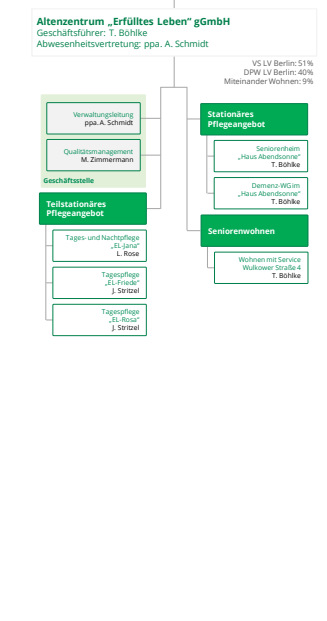 Altenzentrum „Erfülltes Leben“ gGmbH
Geschäftsführer: T. Böhlke
Abwesenheitsvertretung: ppa. A. Schmidt
VS LV Berlin: 51%
DPW LV Berlin: 40%
Miteinander Wohnen: 9%
Verwaltungsleitung
ppa. A. Schmidt
Qualitätsmanagement
M. Zimmermann
Geschäftsstelle
Teilstationäres
Pflegeangebot
Tages- und Nachtpflege
„EL-Jana“
L. Rose
Tagespflege
„EL-Friede“
J. Stritzel
Tagespflege
„EL-Rosa“
J. Stritzel
Stationäres
Pflegeangebot
Seniorenheim
„Haus Abendsonne“
T. Böhlke
Demenz-WG im
„Haus Abendsonne“
T. Böhlke
Seniorenwohnen
Wohnen mit Service
Wulkower Straße 4
T. Böhlke